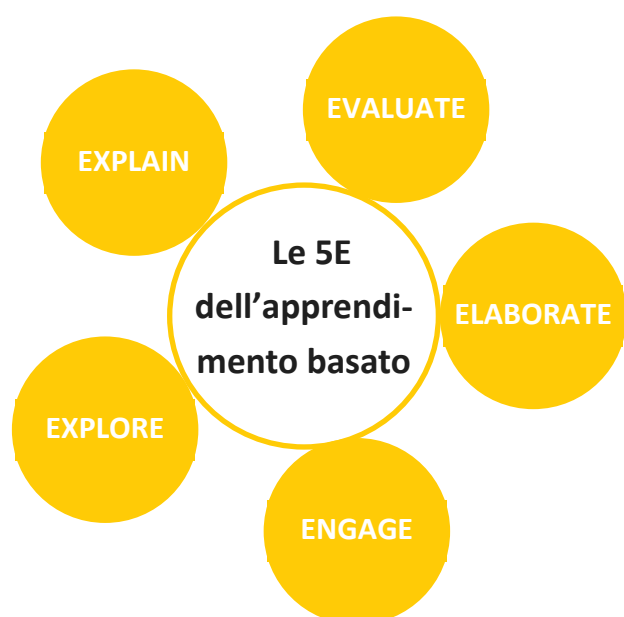 EVALUATE
EXPLAIN
Le 5E
dell’apprendi-
mento basato
ELABORATE
EXPLORE
ENGAGE